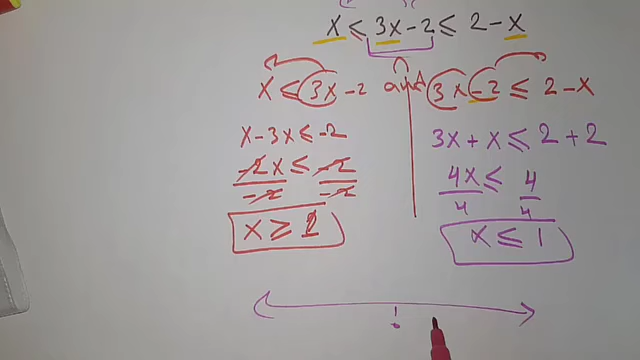 x ≤ 3x - 2 ≤ 2 - x
x ≤ 3x - 2 and 3x - 2 ≤ 2 - x
x - 3x ≤ -2
-2x ≤ -2
-2 -2
x ≥ 1
3x + x ≤ 2 + 2
4x ≤ 4
4 4
x ≤ 1